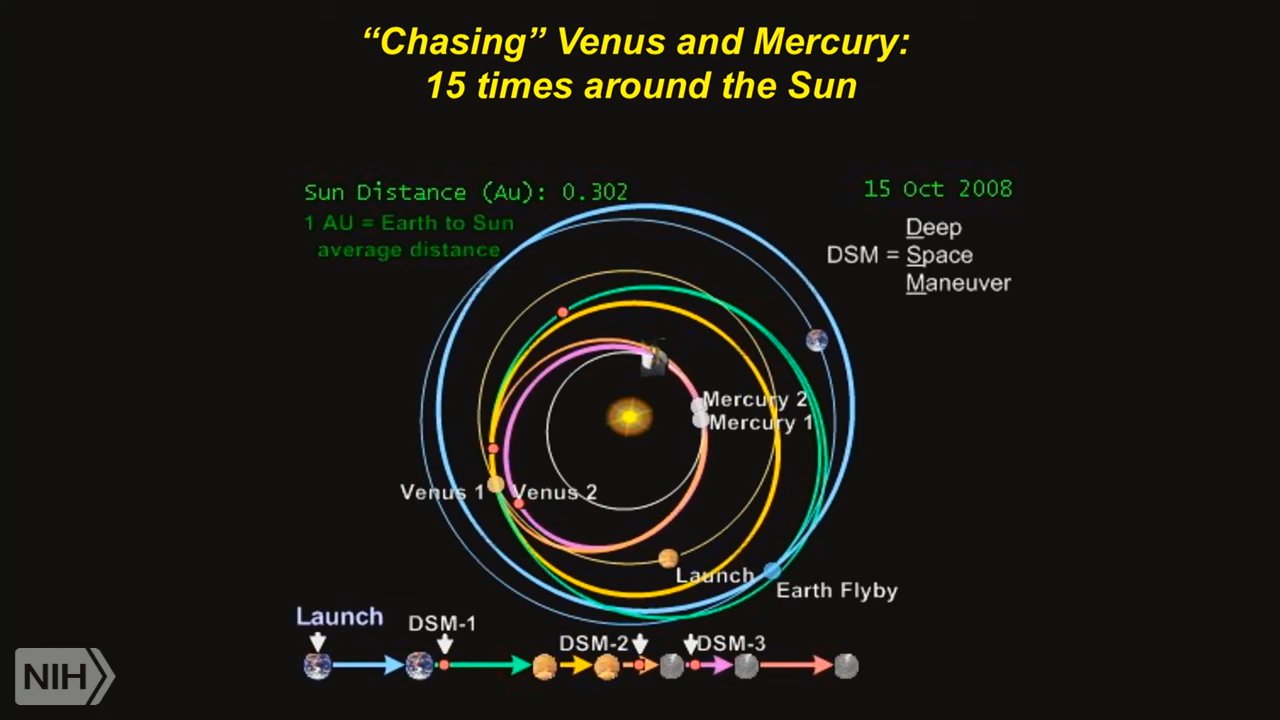 “Chasing” Venus and Mercury:
15 times around the Sun
Sun Distance (Au): 0.302
15 Oct 2008
1 AU = Earth to Sun
average distance
Deep
DSM = Space
Maneuver
Mercury 2
Mercury 1
Venus 1
Venus 2
Launch
Earth Flyby
Launch
DSM-1
DSM-2
DSM-3
NIH